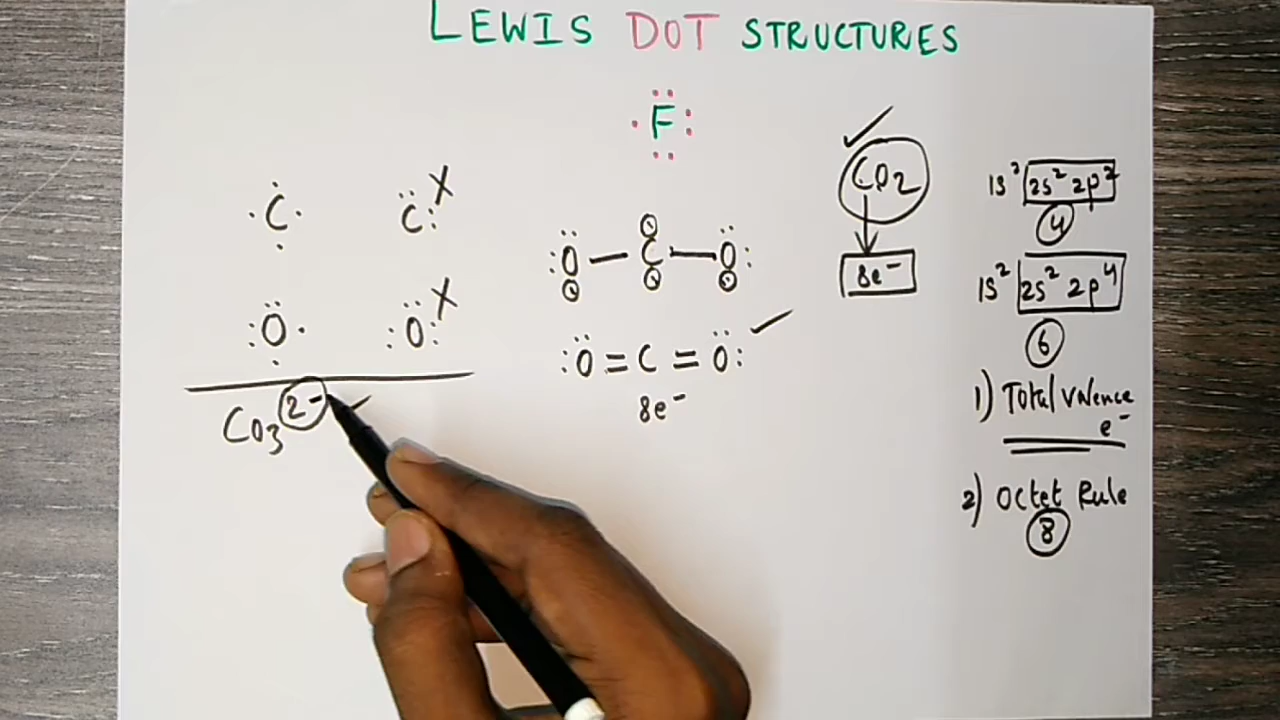 LEWIS DOT STRUCTURES
F
CO2
8e⁻
1s² 2s² 2p²
4
1s² 2s² 2p⁴
6
1) Total valence e⁻
2) Octet Rule
8
C C X
O O X
Co3 2-
O — C — O
O = C = O
8e⁻